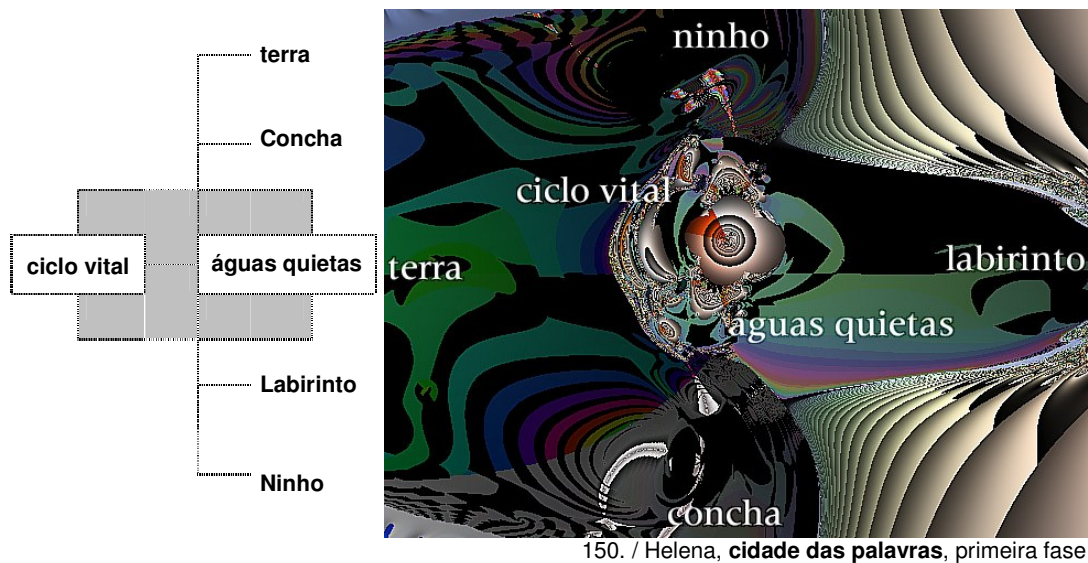 terra
Concha
ciclo vital
águas quietas
Labirinto
Ninho
ninho
ciclo vital
terra
labirinto
aguas quietas
concha
150. / Helena, cidade das palavras, primeira fase